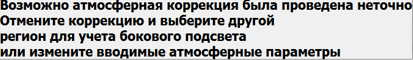 Возможно атмосферная коррекция была проведена неточно
Отмените коррекцию и выберите другой
регион для учета бокового подсвета
или измените вводимые атмосферные параметры